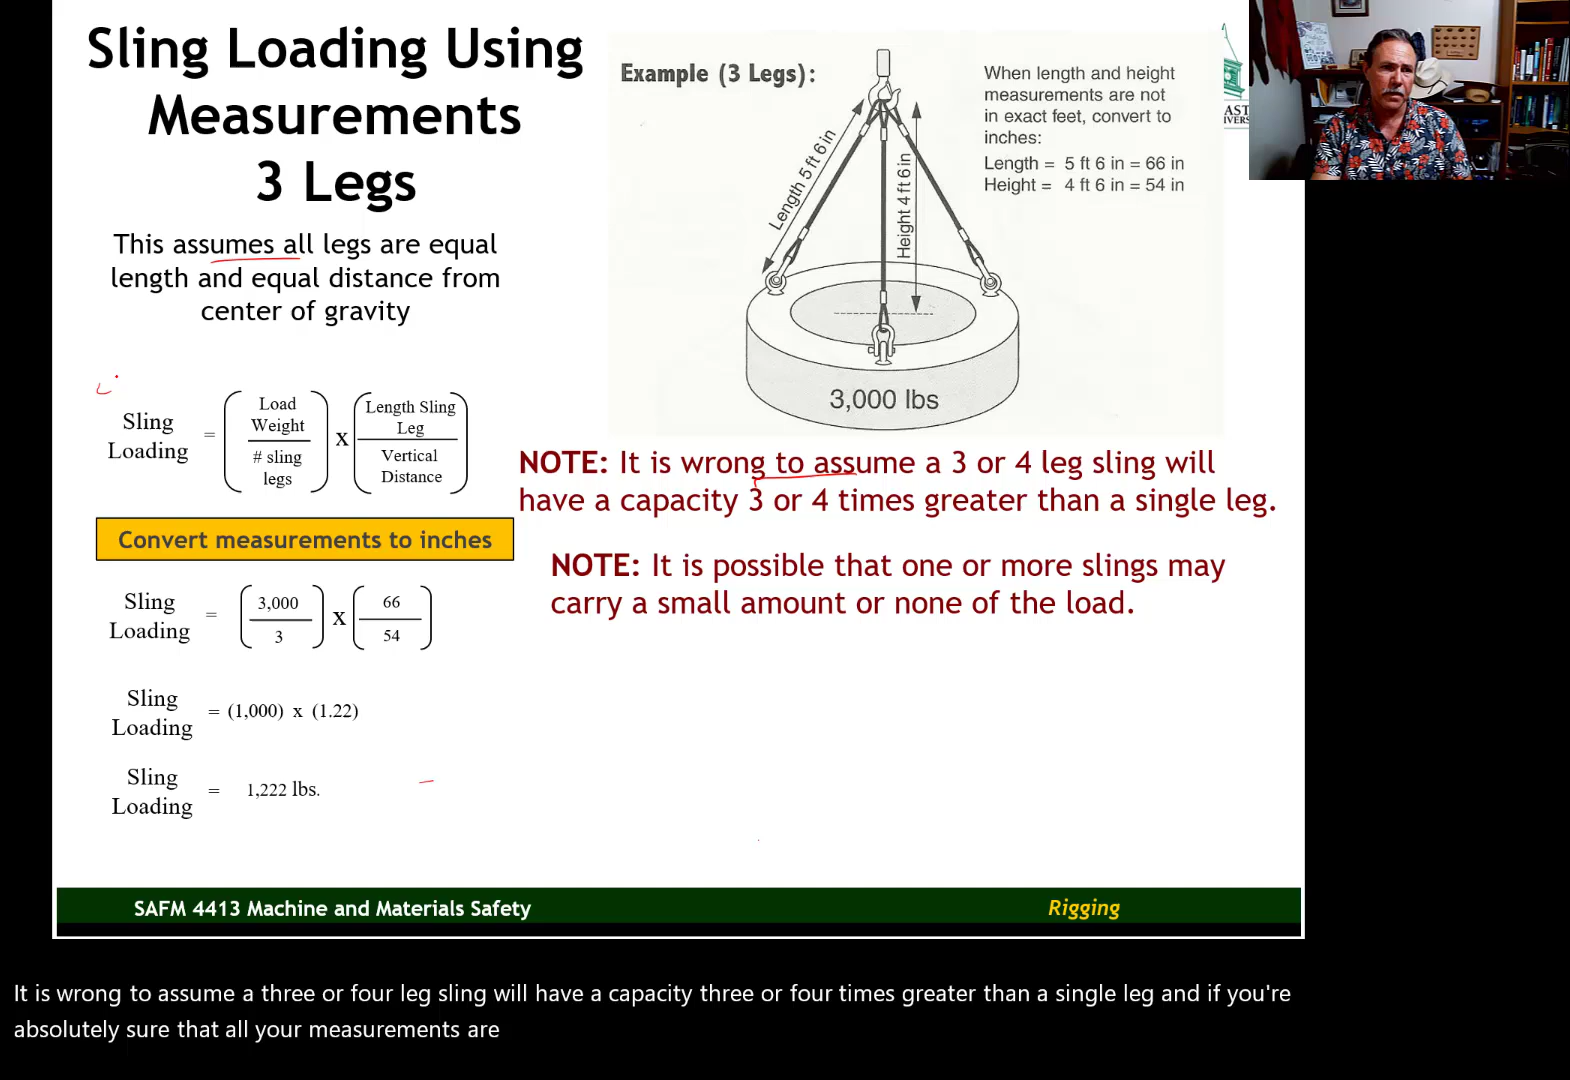 Sling Loading Using
Measurements
3 Legs
This assumes all legs are equal
length and equal distance from
center of gravity
Sling
Loading
=
Load
Weight
# sling
legs
x
Length Sling
Leg
Vertical
Distance
Convert measurements to inches
Sling
Loading
=
3,000
3
x
66
54
Sling
Loading
= (1,000) x (1.22)
Sling
Loading
= 1,222 lbs.
Example (3 Legs):
Length 5 ft 6 in
Height 4 ft 6 in
When length and height
measurements are not
in exact feet, convert to
inches:
Length = 5 ft 6 in = 66 in
Height = 4 ft 6 in = 54 in
3,000 lbs
NOTE: It is wrong to assume a 3 or 4 leg sling will
have a capacity 3 or 4 times greater than a single leg.
NOTE: It is possible that one or more slings may
carry a small amount or none of the load.
SAFM 4413 Machine and Materials Safety
Rigging
It is wrong to assume a three or four leg sling will have a capacity three or four times greater than a single leg and if you're
absolutely sure that all your measurements are